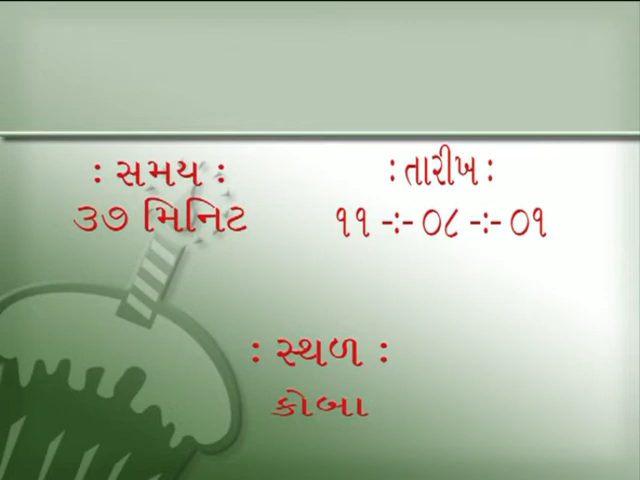 : સમય :
૩૭ મિનિટ
: તારીખ :
૧૧ -:- ૦૮ -:- ૦૧
: સ્થળ :
કોબા